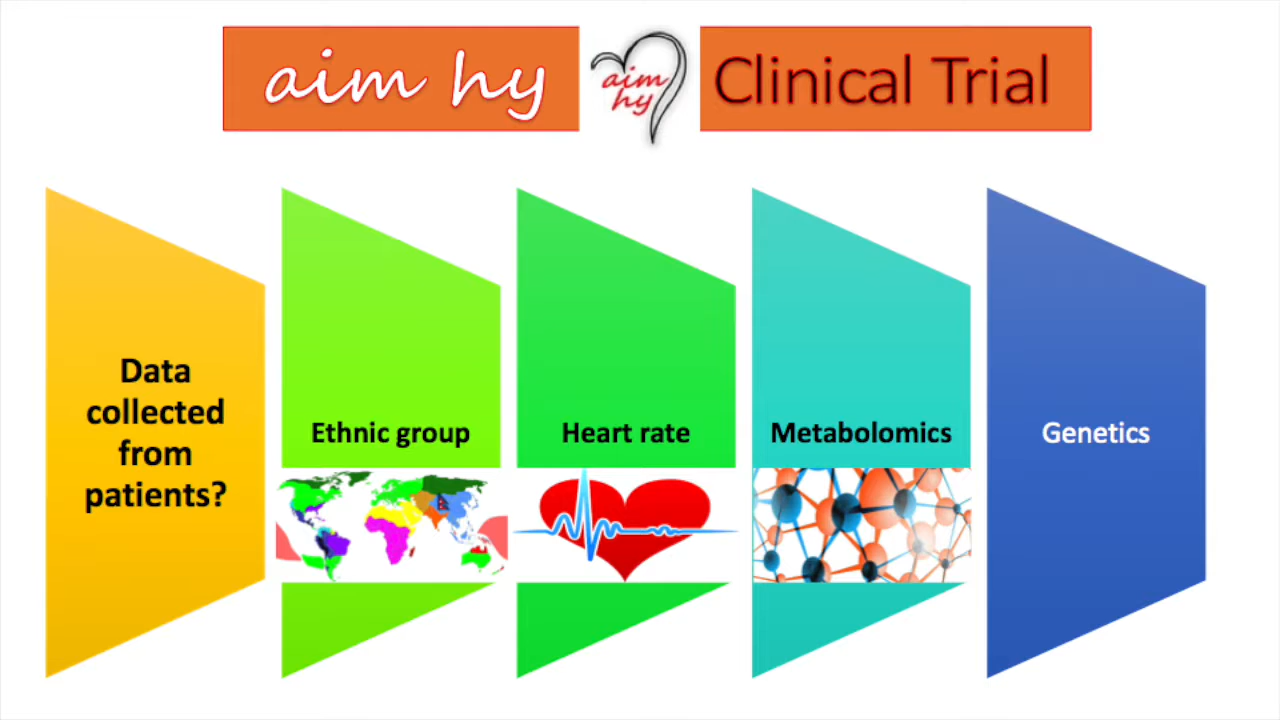 aim hy
aim
hy
Clinical Trial
Data
collected
from
patients?
Ethnic group
Heart rate
Metabolomics
Genetics